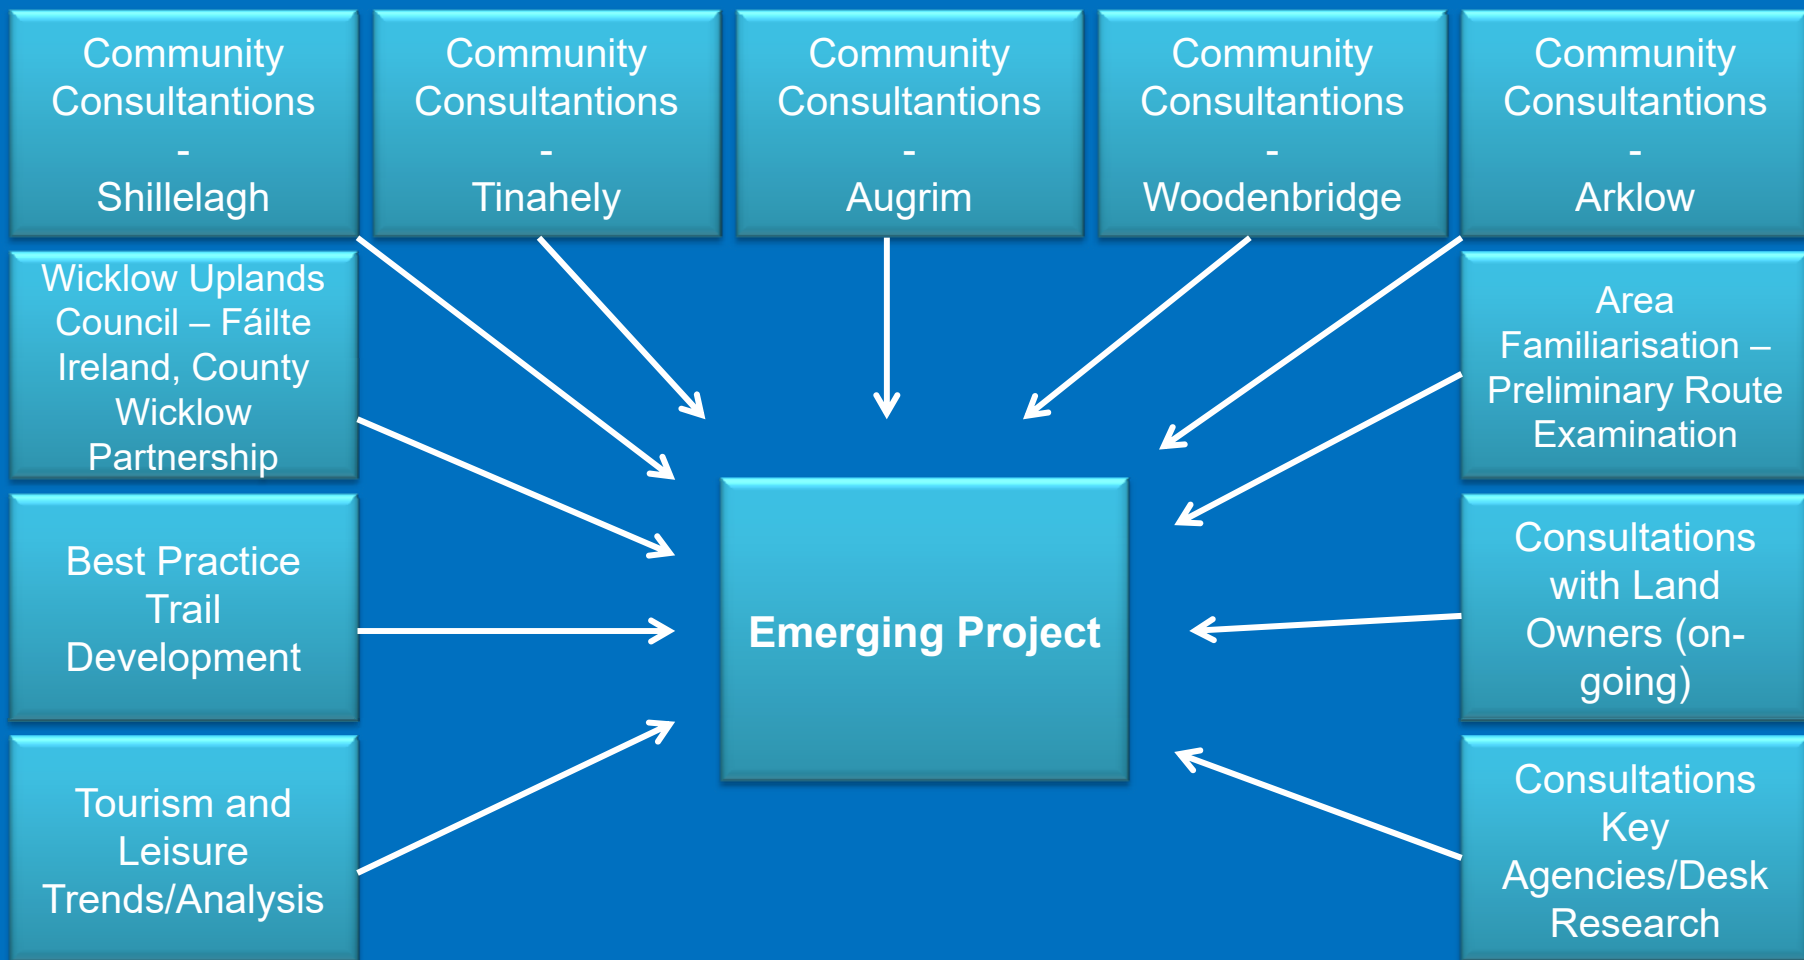 Community
Consultantions
-
Shillelagh
Community
Consultantions
-
Tinahely
Community
Consultantions
-
Augrim
Community
Consultantions
-
Woodenbridge
Community
Consultantions
-
Arklow
Wicklow Uplands
Council – Fáilte
Ireland, County
Wicklow
Partnership
Area
Familiarisation –
Preliminary Route
Examination
Best Practice
Trail
Development
Emerging Project
Consultations
with Land
Owners (on-
going)
Tourism and
Leisure
Trends/Analysis
Consultations
Key
Agencies/Desk
Research